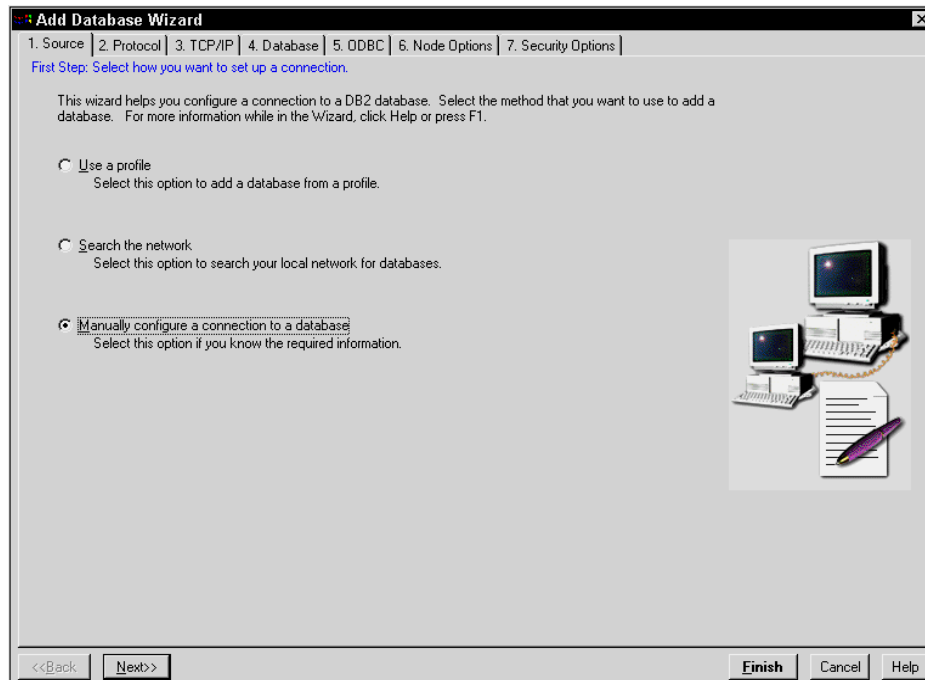 Add Database Wizard
1. Source 2. Protocol 3. TCP/IP 4. Database 5. ODBC 6. Node Options 7. Security Options
First Step: Select how you want to set up a connection.
This wizard helps you configure a connection to a DB2 database. Select the method that you want to use to add a
database. For more information while in the Wizard, click Help or press F1.
Use a profile
Select this option to add a database from a profile.
Search the network
Select this option to search your local network for databases.
Manually configure a connection to a database
Select this option if you know the required information.
<<Back Next>> Finish Cancel Help